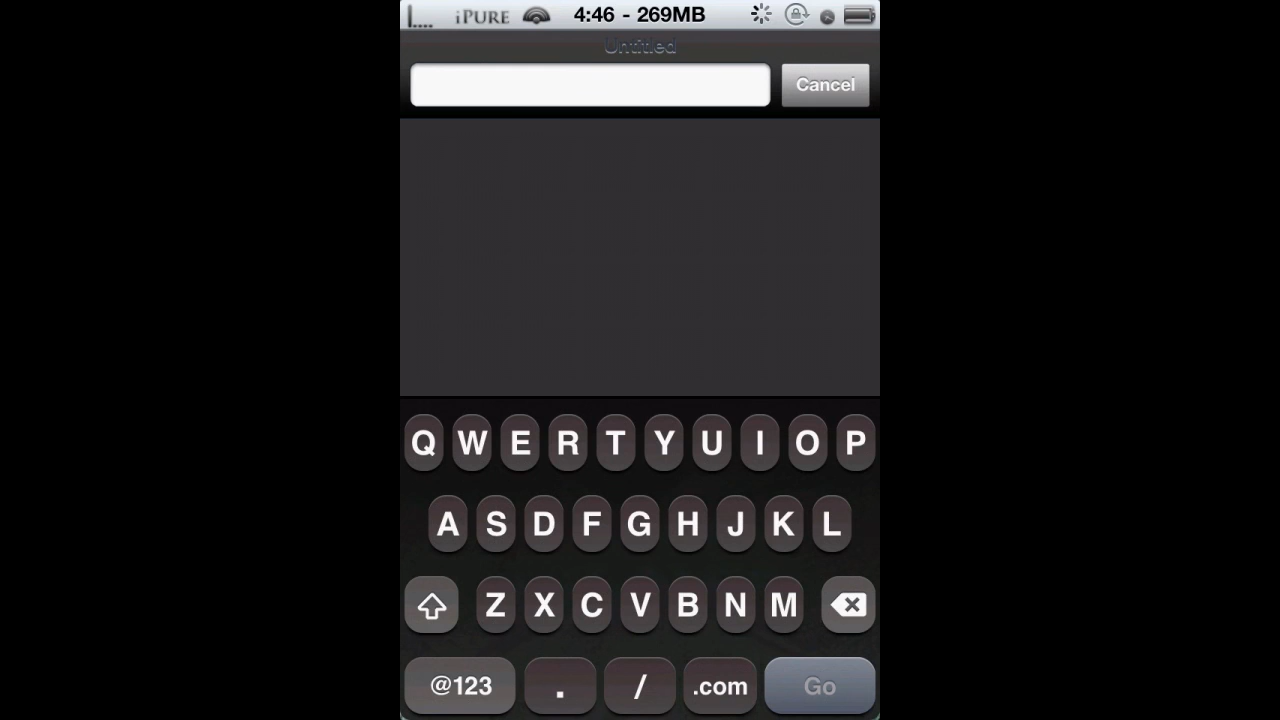 iPURE 4:46 - 269MB
Untitled
Cancel
Q W E R T Y U I O P
A S D F G H J K L
Z X C V B N M
@123 . / .com Go